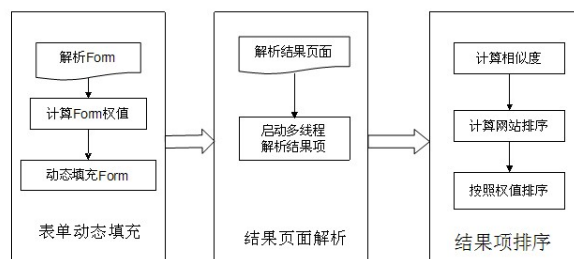 解析Form
计算Form权值
动态填充Form
表单动态填充
解析结果页面
启动多线程
解析结果项
结果页面解析
计算相似度
计算网站排序
按照权值排序
结果项排序